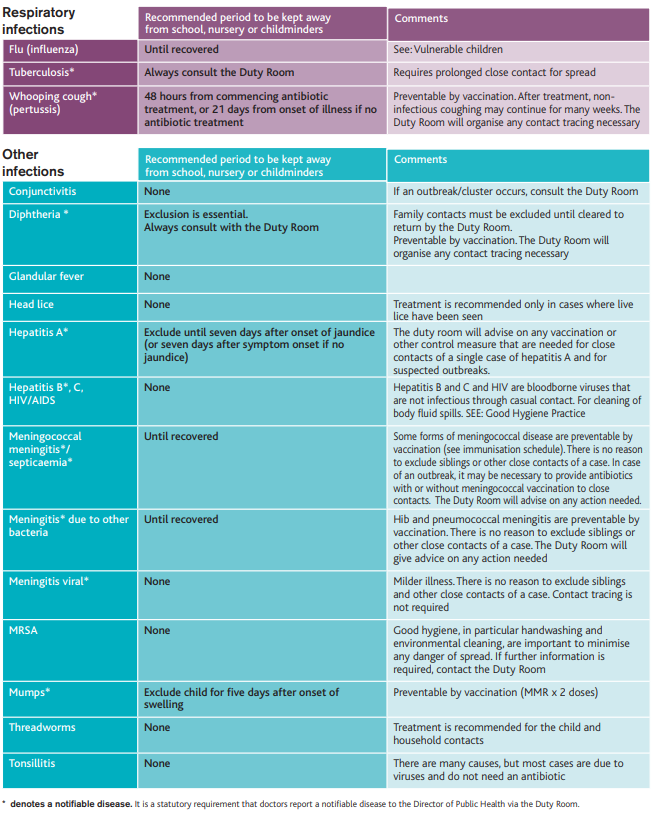 Respiratory
infections
Recommended period to be kept away
from school, nursery or childminders
Comments
Flu (influenza)
Until recovered
See: Vulnerable children
Tuberculosis*
Always consult the Duty Room
Requires prolonged close contact for spread
Whooping cough*
(pertussis)
48 hours from commencing antibiotic
treatment, or 21 days from onset of illness if no
antibiotic treatment
Preventable by vaccination. After treatment, non-
infectious coughing may continue for many weeks. The
Duty Room will organise any contact tracing necessary
Other
infections
Recommended period to be kept away
from school, nursery or childminders
Comments
Conjunctivitis
None
If an outbreak/cluster occurs, consult the Duty Room
Diphtheria *
Exclusion is essential.
Always consult with the Duty Room
Family contacts must be excluded until cleared to
return by the Duty Room.
Preventable by vaccination. The Duty Room will
organise any contact tracing necessary
Glandular fever
None
Head lice
None
Treatment is recommended only in cases where live
lice have been seen
Hepatitis A*
Exclude until seven days after onset of jaundice
(or seven days after symptom onset if no
jaundice)
The duty room will advise on any vaccination or
other control measure that are needed for close
contacts of a single case of hepatitis A and for
suspected outbreaks.
Hepatitis B*, C,
HIV/AIDS
None
Hepatitis B and C and HIV are bloodborne viruses that
are not infectious through casual contact. For cleaning of
body fluid spills. SEE: Good Hygiene Practice
Meningococcal
meningitis*/
septicaemia*
Until recovered
Some forms of meningococcal disease are preventable by
vaccination (see immunisation schedule). There is no reason
to exclude siblings or other close contacts of a case. In case
of an outbreak, it may be necessary to provide antibiotics
with or without meningococcal vaccination to close
contacts. The Duty Room will advise on any action needed.
Meningitis* due to other
bacteria
Until recovered
Hib and pneumococcal meningitis are preventable by
vaccination. There is no reason to exclude siblings or
other close contacts of a case. The Duty Room will
give advice on any action needed
Meningitis viral*
None
Milder illness. There is no reason to exclude siblings
and other close contacts of a case. Contact tracing is
not required
MRSA
None
Good hygiene, in particular handwashing and
environmental cleaning, are important to minimise
any danger of spread. If further information is
required, contact the Duty Room
Mumps*
Exclude child for five days after onset of
swelling
Preventable by vaccination (MMR x 2 doses)
Threadworms
None
Treatment is recommended for the child and
household contacts
Tonsillitis
None
There are many causes, but most cases are due to
viruses and do not need an antibiotic
* denotes a notifiable disease. It is a statutory requirement that doctors report a notifiable disease to the Director of Public Health via the Duty Room.